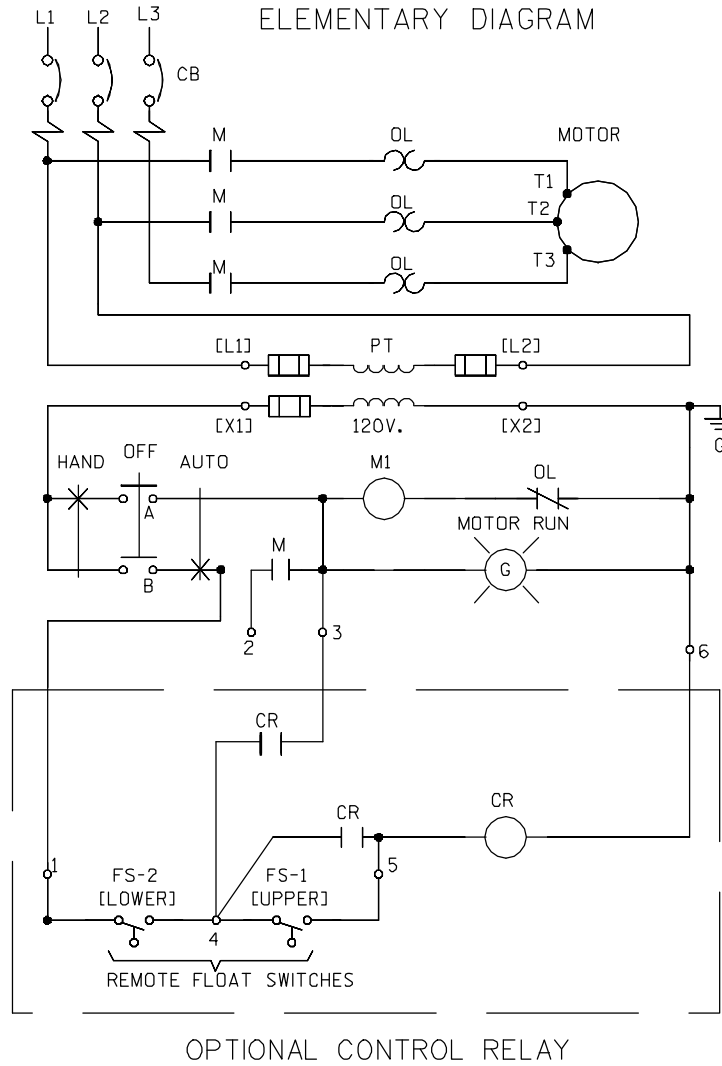 ELEMENTARY DIAGRAM
L1 L2 L3
CB
M OL MOTOR
T1
M OL T2
T3
M OL
[L1] PT [L2]
[X1] 120V. [X2]
G
HAND OFF AUTO M1 OL
A
MOTOR RUN
M G
B
2 3 6
CR
CR CR
1 5
FS-2 FS-1
[LOWER] [UPPER]
4
REMOTE FLOAT SWITCHES
OPTIONAL CONTROL RELAY